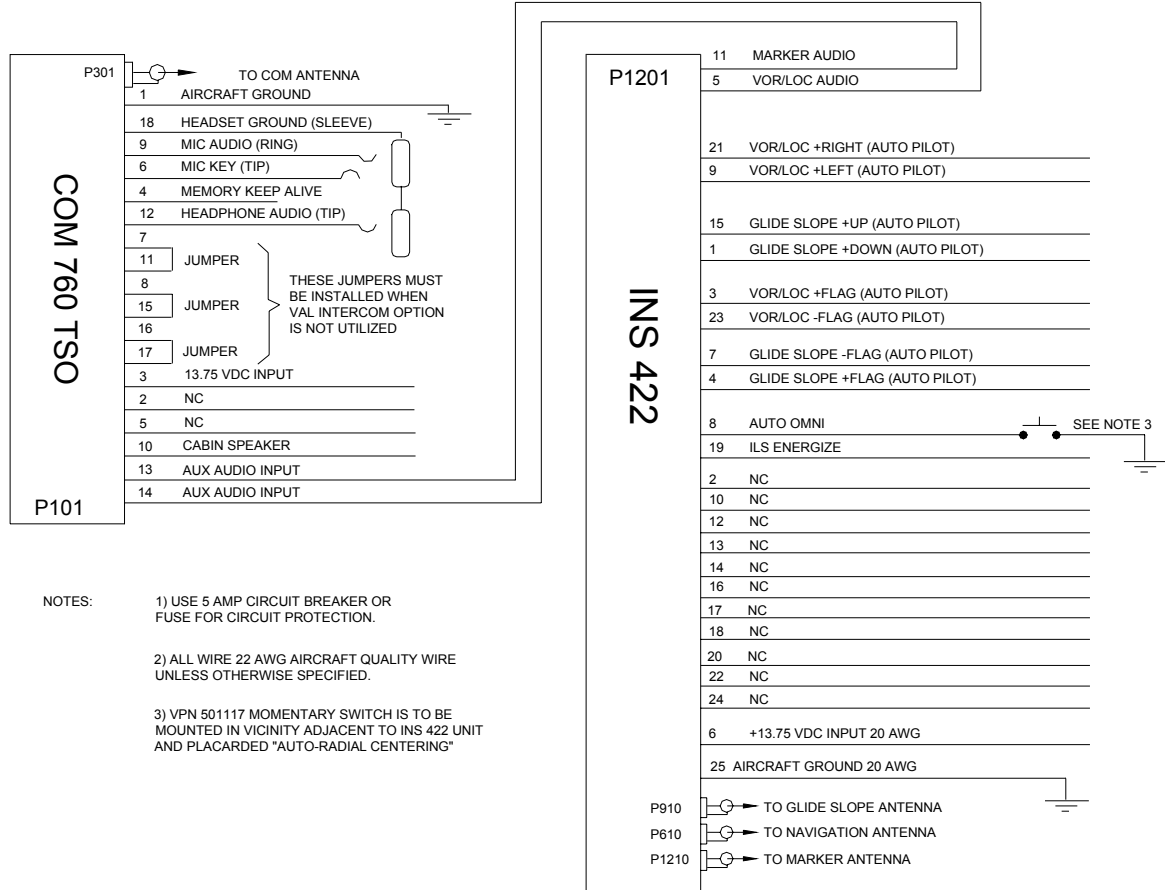 P301
TO COM ANTENNA
1 AIRCRAFT GROUND
18 HEADSET GROUND (SLEEVE)
9 MIC AUDIO (RING)
6 MIC KEY (TIP)
4 MEMORY KEEP ALIVE
12 HEADPHONE AUDIO (TIP)
7
11 JUMPER
8
15 JUMPER
16
17 JUMPER
THESE JUMPERS MUST
BE INSTALLED WHEN
VAL INTERCOM OPTION
IS NOT UTILIZED
3 13.75 VDC INPUT
2 NC
5 NC
10 CABIN SPEAKER
13 AUX AUDIO INPUT
14 AUX AUDIO INPUT
COM 760 TSO
P101
P1201
11 MARKER AUDIO
5 VOR/LOC AUDIO
21 VOR/LOC +RIGHT (AUTO PILOT)
9 VOR/LOC +LEFT (AUTO PILOT)
15 GLIDE SLOPE +UP (AUTO PILOT)
1 GLIDE SLOPE +DOWN (AUTO PILOT)
3 VOR/LOC +FLAG (AUTO PILOT)
23 VOR/LOC -FLAG (AUTO PILOT)
7 GLIDE SLOPE -FLAG (AUTO PILOT)
4 GLIDE SLOPE +FLAG (AUTO PILOT)
8 AUTO OMNI
SEE NOTE 3
19 ILS ENERGIZE
2 NC
10 NC
12 NC
13 NC
14 NC
16 NC
17 NC
18 NC
20 NC
22 NC
24 NC
6 +13.75 VDC INPUT 20 AWG
25 AIRCRAFT GROUND 20 AWG
INS 422
P910 TO GLIDE SLOPE ANTENNA
P610 TO NAVIGATION ANTENNA
P1210 TO MARKER ANTENNA
NOTES:
1) USE 5 AMP CIRCUIT BREAKER OR
FUSE FOR CIRCUIT PROTECTION.
2) ALL WIRE 22 AWG AIRCRAFT QUALITY WIRE
UNLESS OTHERWISE SPECIFIED.
3) VPN 501117 MOMENTARY SWITCH IS TO BE
MOUNTED IN VICINITY ADJACENT TO INS 422 UNIT
AND PLACARDED "AUTO-RADIAL CENTERING"